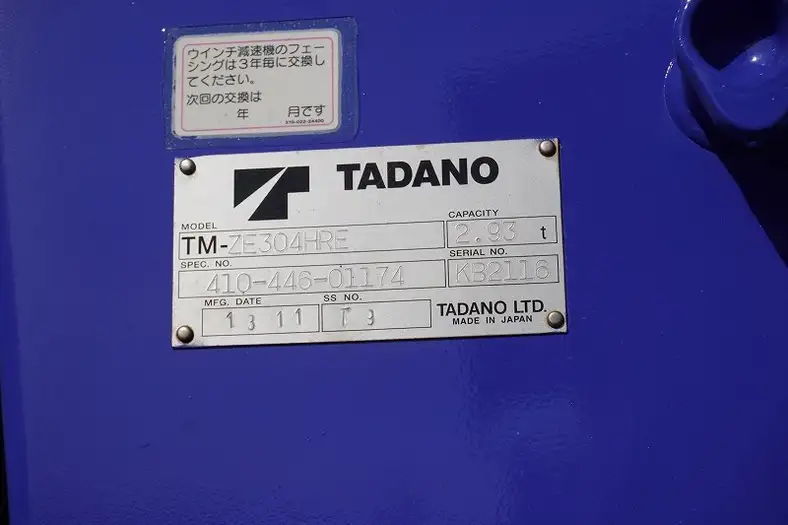 ウインチ減速機のフェー
シングは3年毎に交換し
てください。
次回の交換は
年 月です
TADANO
MODEL CAPACITY
TM-ZE304HRE 2.93 t
SPEC. NO. SERIAL NO.
410-446-01174 KB2116
MFG. DATE SS NO.
13 11 T3
TADANO LTD.
MADE IN JAPAN